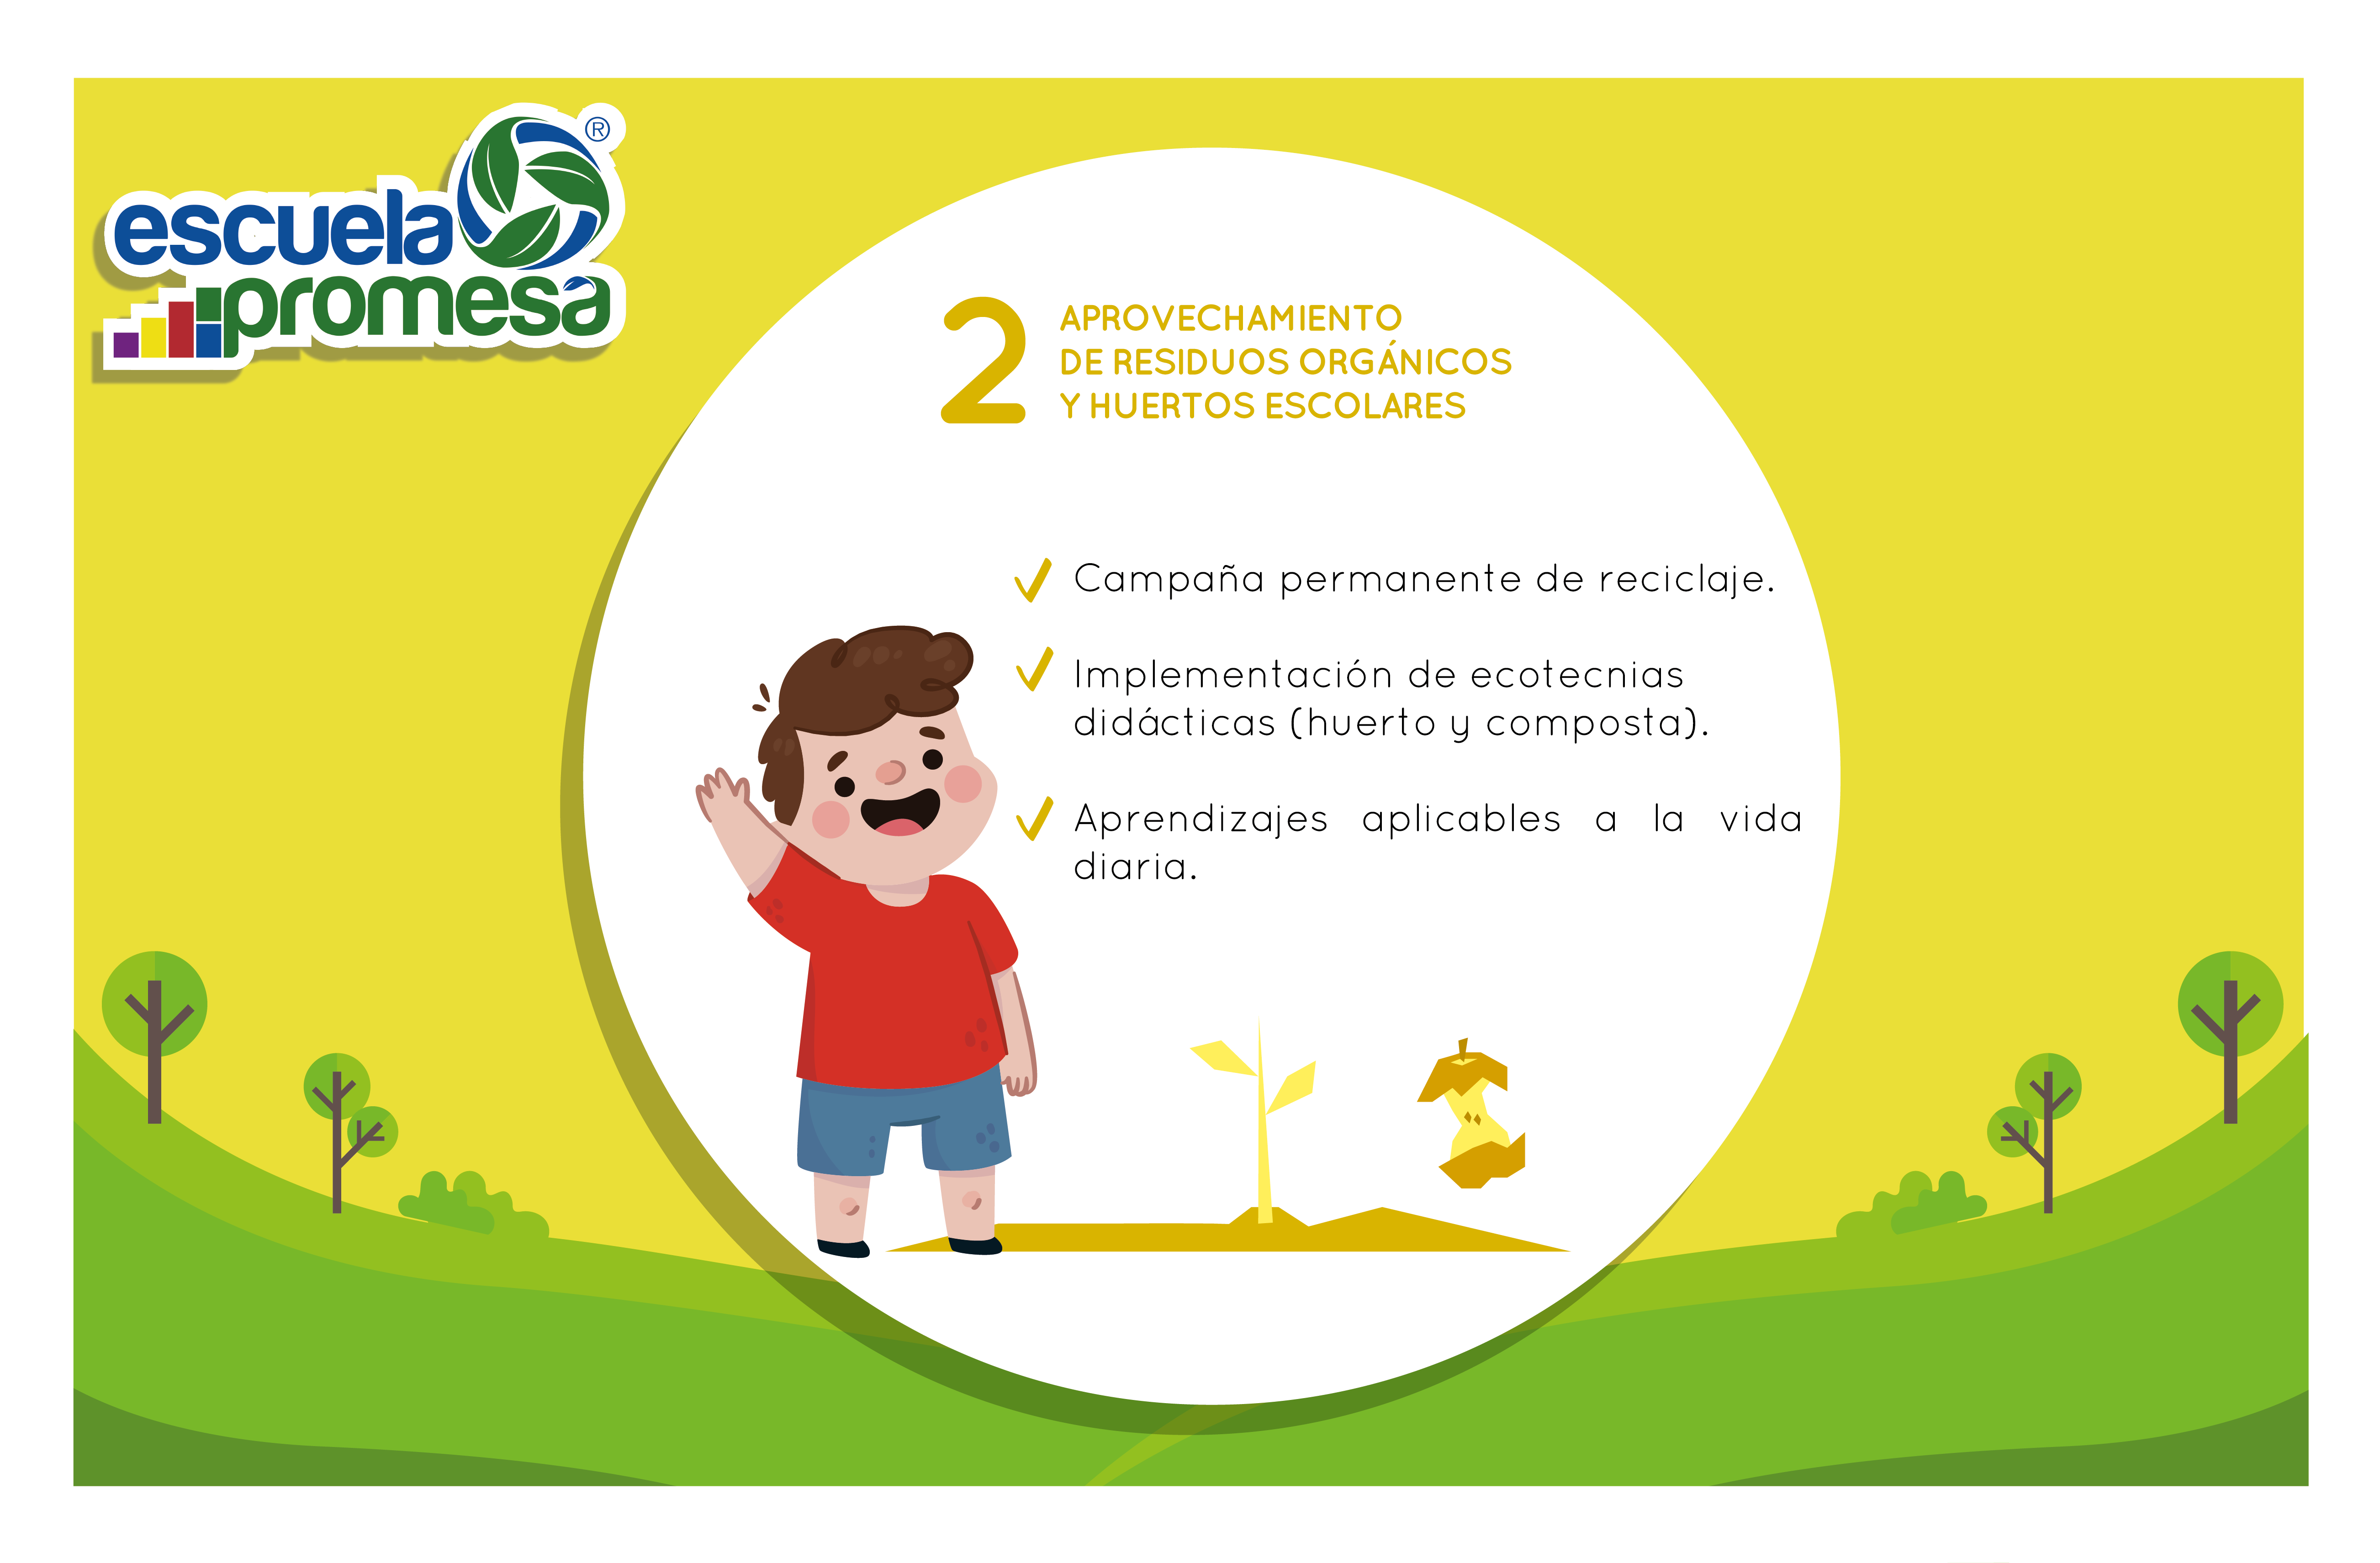 escuela
promesa
®
2
APROVECHAMIENTO
DE RESIDUOS ORGÁNICOS
Y HUERTOS ESCOLARES
Campaña permanente de reciclaje.
Implementación de ecotecnias
didácticas (huerto y composta).
Aprendizajes aplicables a la vida
diaria.